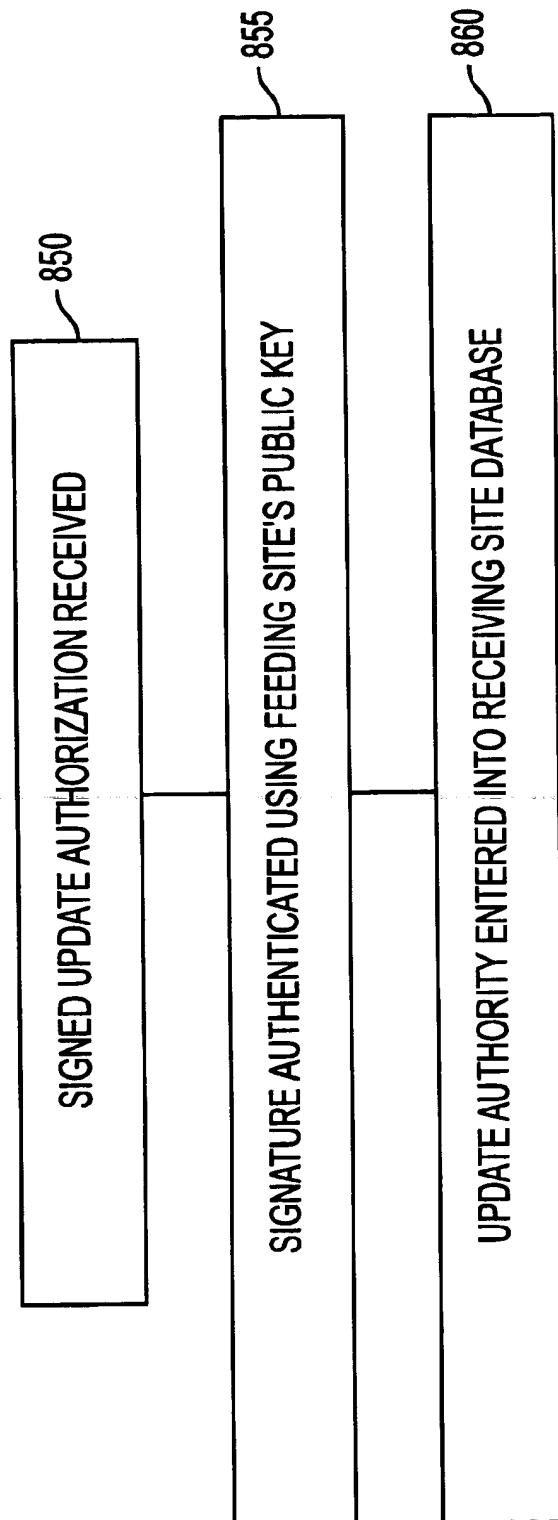 SIGNED UPDATE AUTHORIZATION RECEIVED
850
SIGNATURE AUTHENTICATED USING FEEDING SITE'S PUBLIC KEY
855
UPDATE AUTHORITY ENTERED INTO RECEIVING SITE DATABASE
860